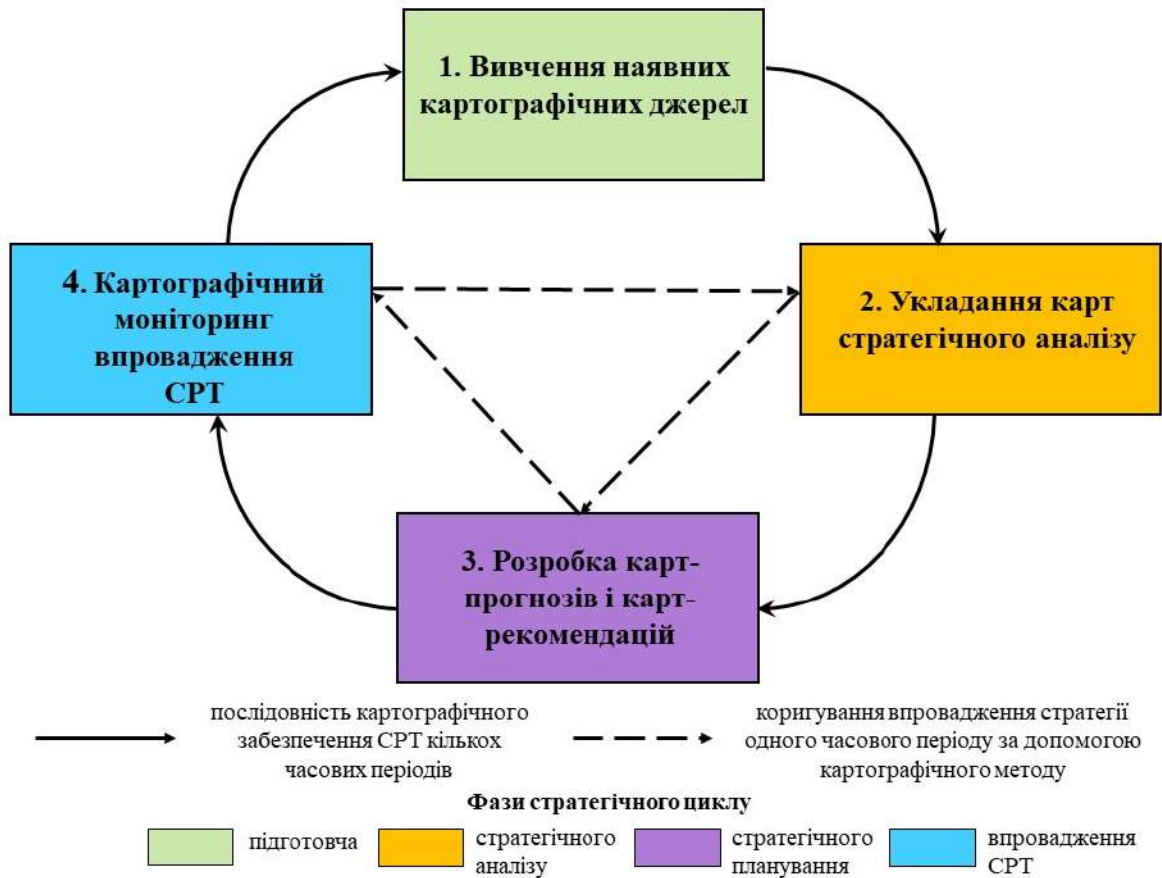 1. Вивчення наявних
картографічних джерел
4. Картографічний
моніторинг
впровадження
СРТ
2. Укладання карт
стратегічного аналізу
3. Розробка карт-
прогнозів і карт-
рекомендацій
послідовність картографічного
забезпечення СРТ кількох
часових періодів
коригування впровадження стратегії
одного часового періоду за допомогою
картографічного методу
Фази стратегічного циклу
підготовча
стратегічного
аналізу
стратегічного
планування
впровадження
СРТ